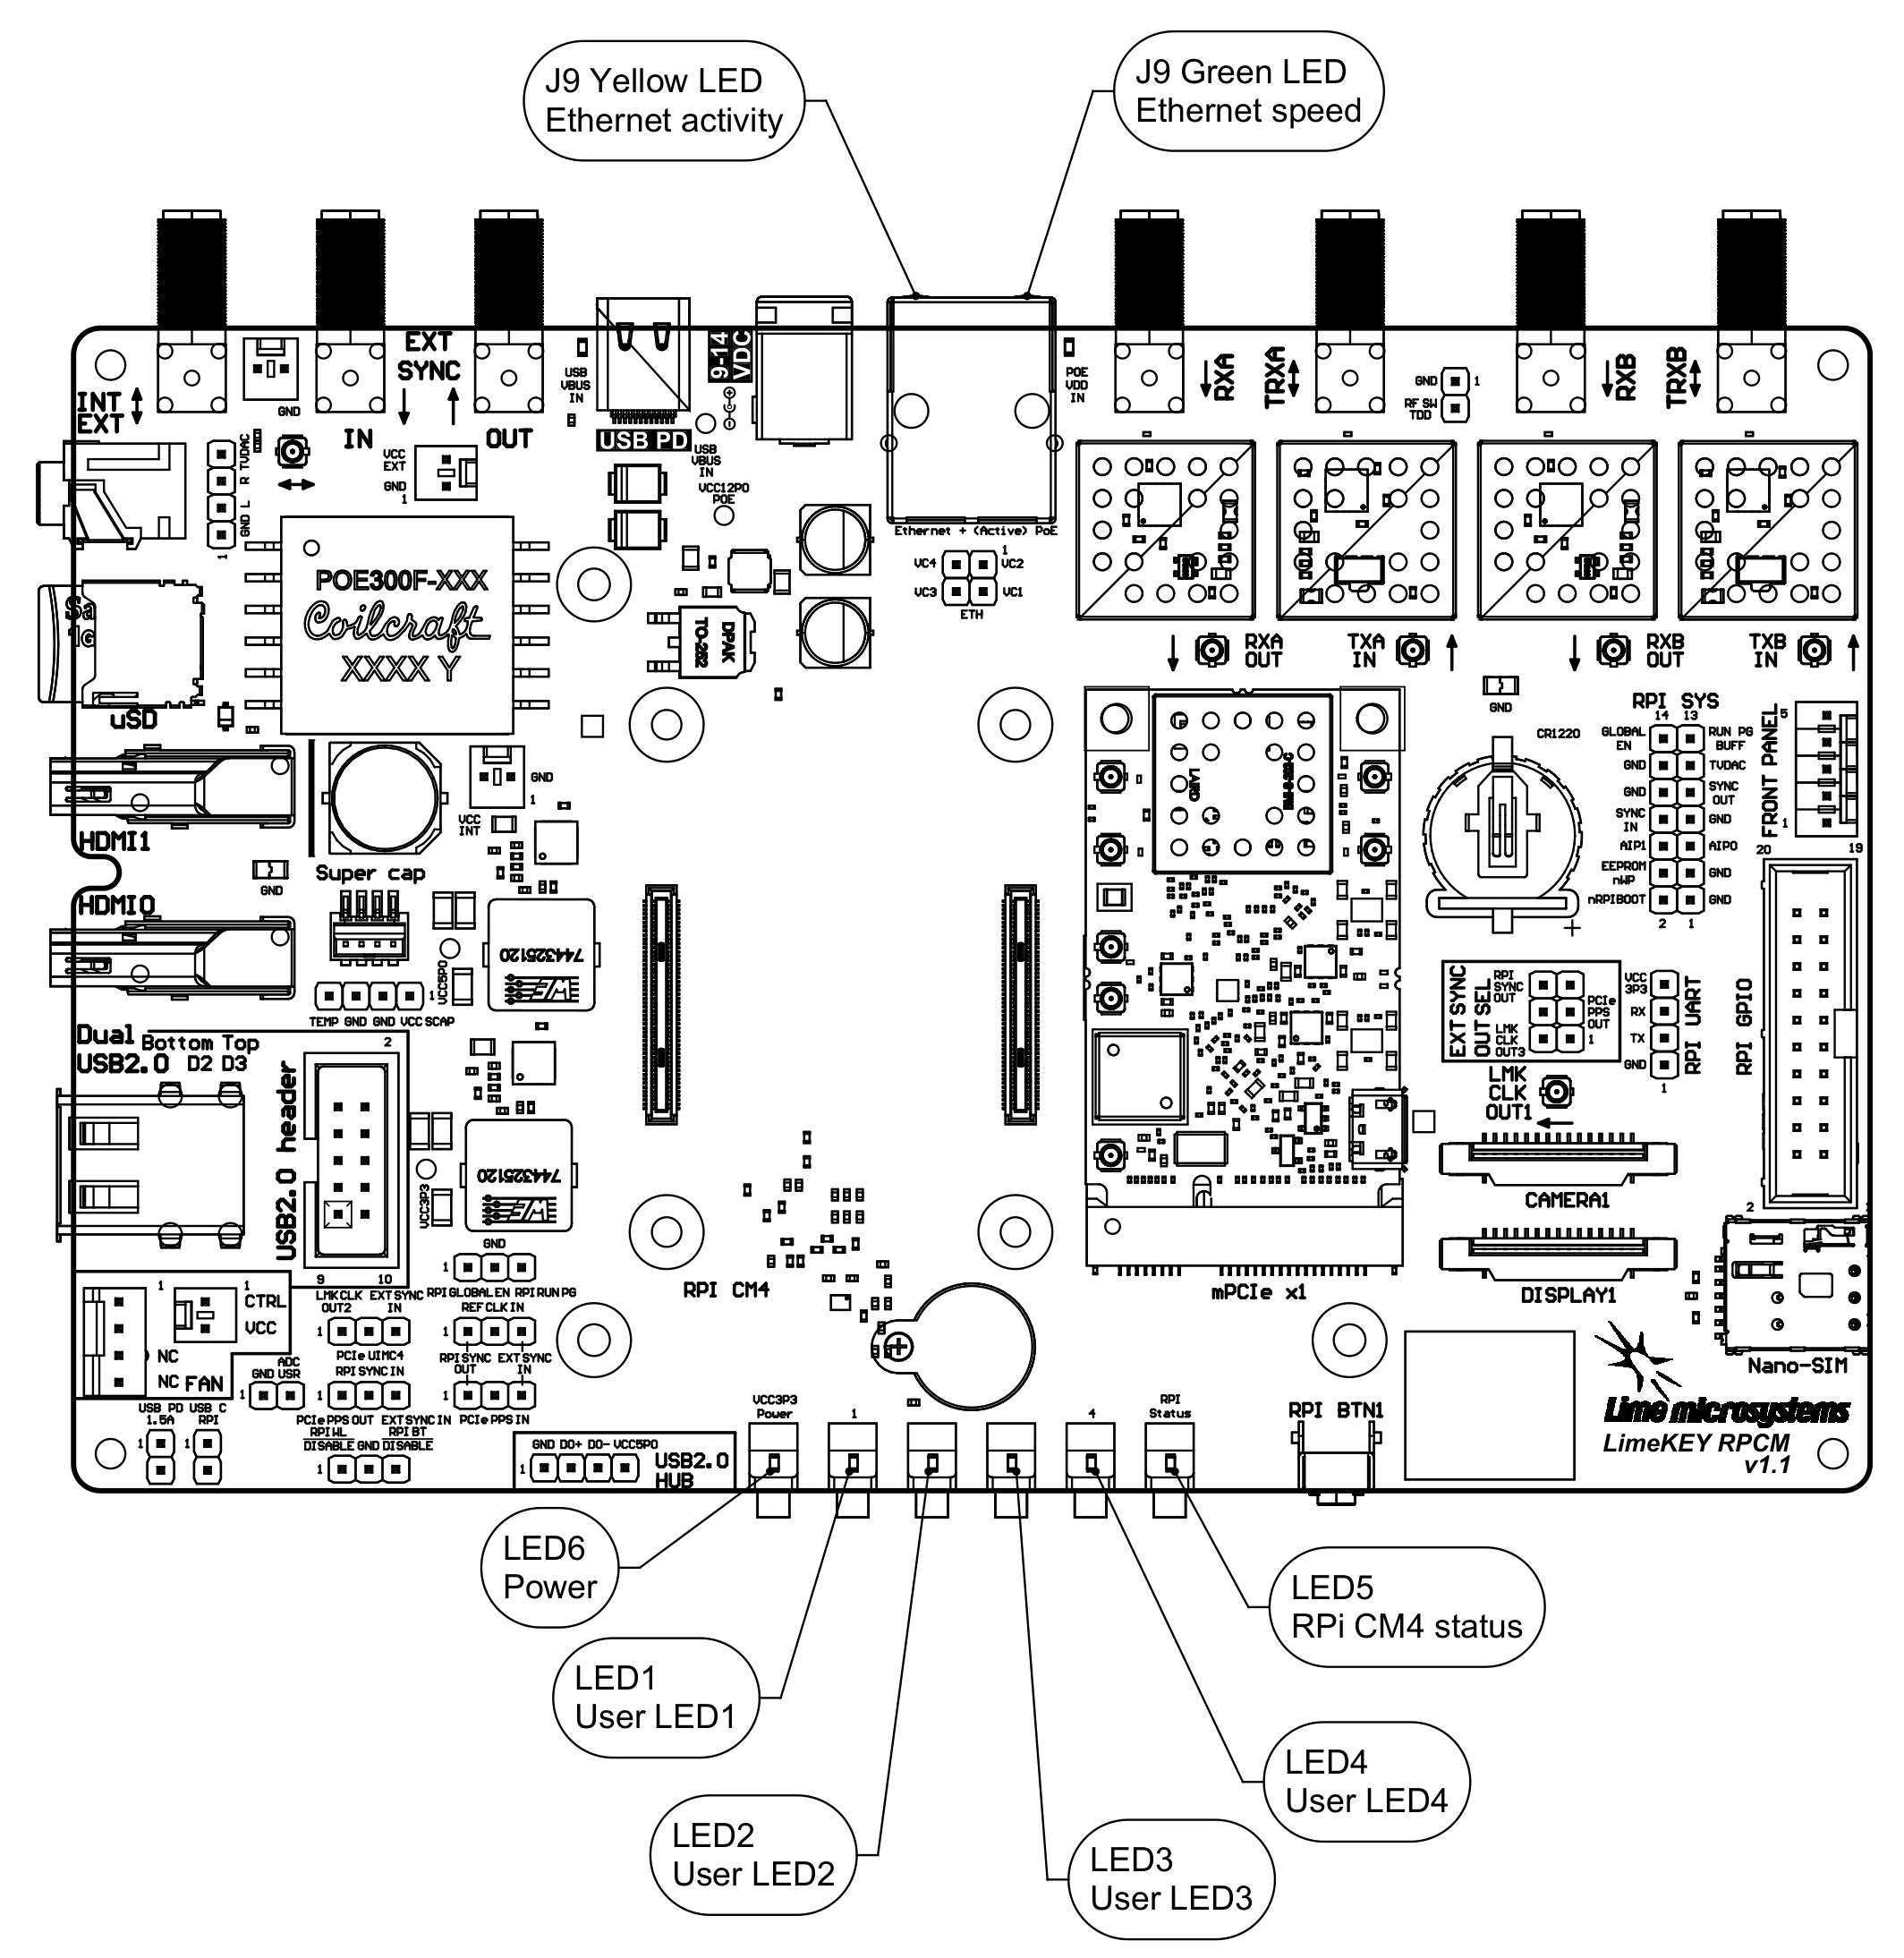 J9 Yellow LED
Ethernet activity
J9 Green LED
Ethernet speed
INT
EXT
GND
EXT
SYNC
IN
OUT
USB
VBUS
IN
USB PD
9-14
VDC
POE
VDD
IN
RXA
TRXA
GND 1
RF SW
TDD
RXB
TRXB
GND L R TVDAC
1
VCC
EXT
GND
1
USB
VBUS
IN
VCC12P0
POE
Ethernet + (Active) PoE
VC4
1
VC2
VC3
VC1
ETH
POE300F-XXX
Coilcraft
XXXX Y
DPAK
TO-252
RXA
OUT
TXA
IN
RXB
OUT
TXB
IN
Sa
uSD
GND
RPI SYS
14 13
GLOBAL
EN
RUN PG
BUFF
GND
TVDAC
GND
SYNC
OUT
SYNC
IN
GND
AIP1
AIP0
EEPROM
nWP
GND
nRPIBOOT
GND
2 1
FRONT PANEL
5
1
CR1220
+
LAIRD
HDMI1
GND
HDMI0
Super cap
GND
1
VCC
INT
VCC5P0
744325120
WE
1
TEMP GND GND VCC SCAP
Dual
USB2.0
Bottom Top
D2 D3
2
USB2.0 header
9 10
VCC3P3
744325120
WE
GND
EXT SYNC
OUT SEL
RPI
SYNC
OUT
PCIe
PPS
OUT
LMK
CLK
OUT3
1
VCC
3P3
RX
TX
GND
1
RPI UART
RPI GPIO
20 19
2
LMK
CLK
OUT1
CAMERA1
DISPLAY1
RPI CM4
mPCIe x1
Nano-SIM
1
1
CTRL
VCC
NC
NC FAN
LMK CLK
OUT2
EXT SYNC
IN
1
PCIe UIMC4
RPI SYNC IN
1
PCIe PPS OUT EXT SYNC IN
1
RPI GLOBAL EN RPI RUN PG
REF CLK IN
1
RPI SYNC
OUT
EXT SYNC
IN
1
PCIe PPS IN
ADC
GND USR
1
USB PD
1.5A
USB C
RPI
1
1
RPI WL
DISABLE
GND
RPI BT
DISABLE
1
GND D0+ D0- VCC5P0
1
USB2.0
HUB
VCC3P3
Power
1
4
RPI
Status
RPI BTN1
Lime microsystems
LimeKEY RPCM
v1.1
LED6
Power
LED5
RPi CM4 status
LED1
User LED1
LED4
User LED4
LED2
User LED2
LED3
User LED3